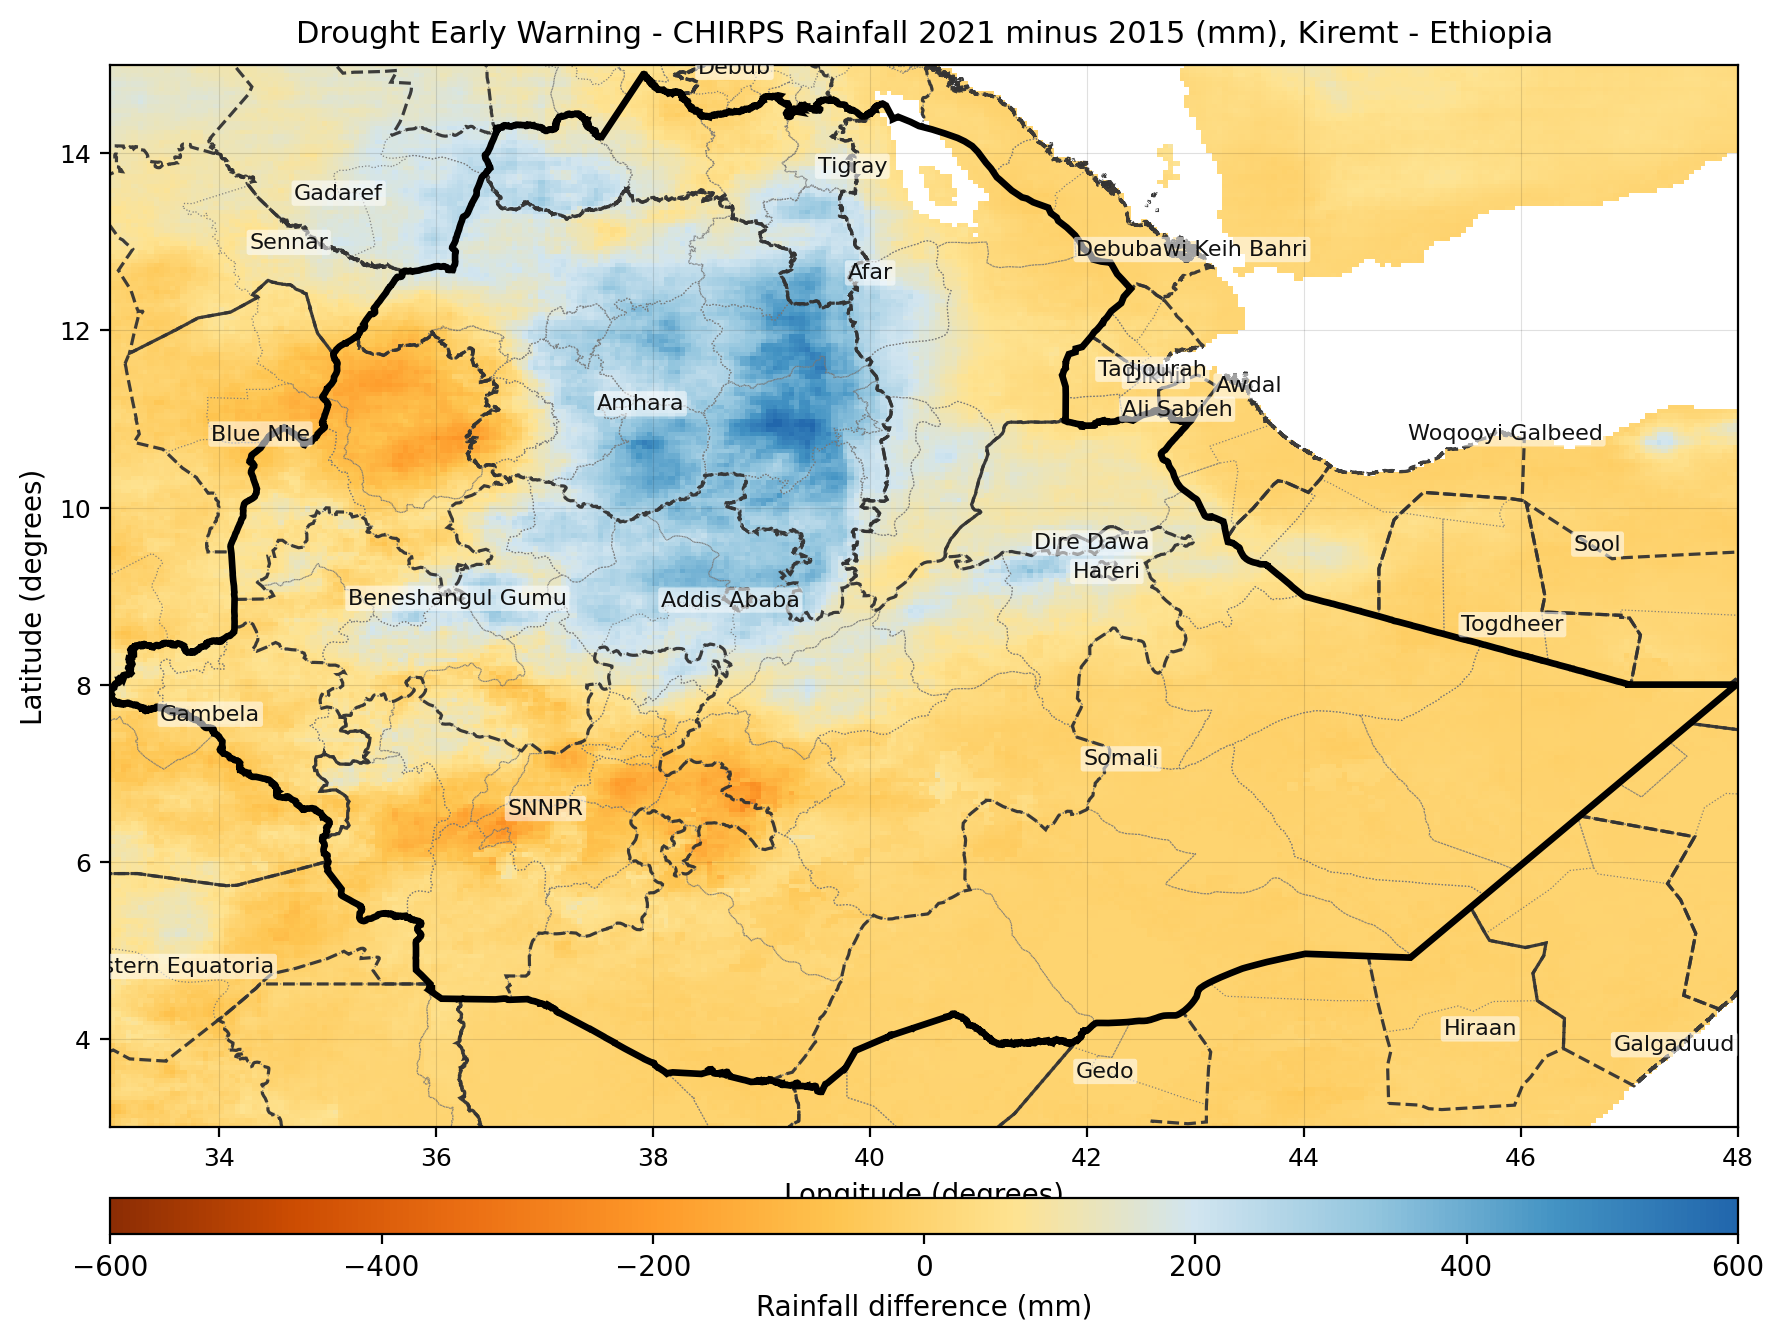 Drought Early Warning - CHIRPS Rainfall 2021 minus 2015 (mm), Kiremt - Ethiopia
Debub
14
Tigray
Gadaref
Sennar
Debubawi Keih Bahri
Afar
12
Tadjourah
Dikhil
Awdal
Amhara
Ali Sabieh
Blue Nile
Woqooyi Galbeed
10
Dire Dawa
Sool
Hareri
Beneshangul Gumu
Addis Ababa
Togdheer
8
Gambela
Somali
SNNPR
6
stern Equatoria
4
Hiraan
Galgaduud
Gedo
Latitude (degrees)
34 36 38 40 42 44 46 48
Longitude (degrees)
−600 −400 −200 0 200 400 600
Rainfall difference (mm)